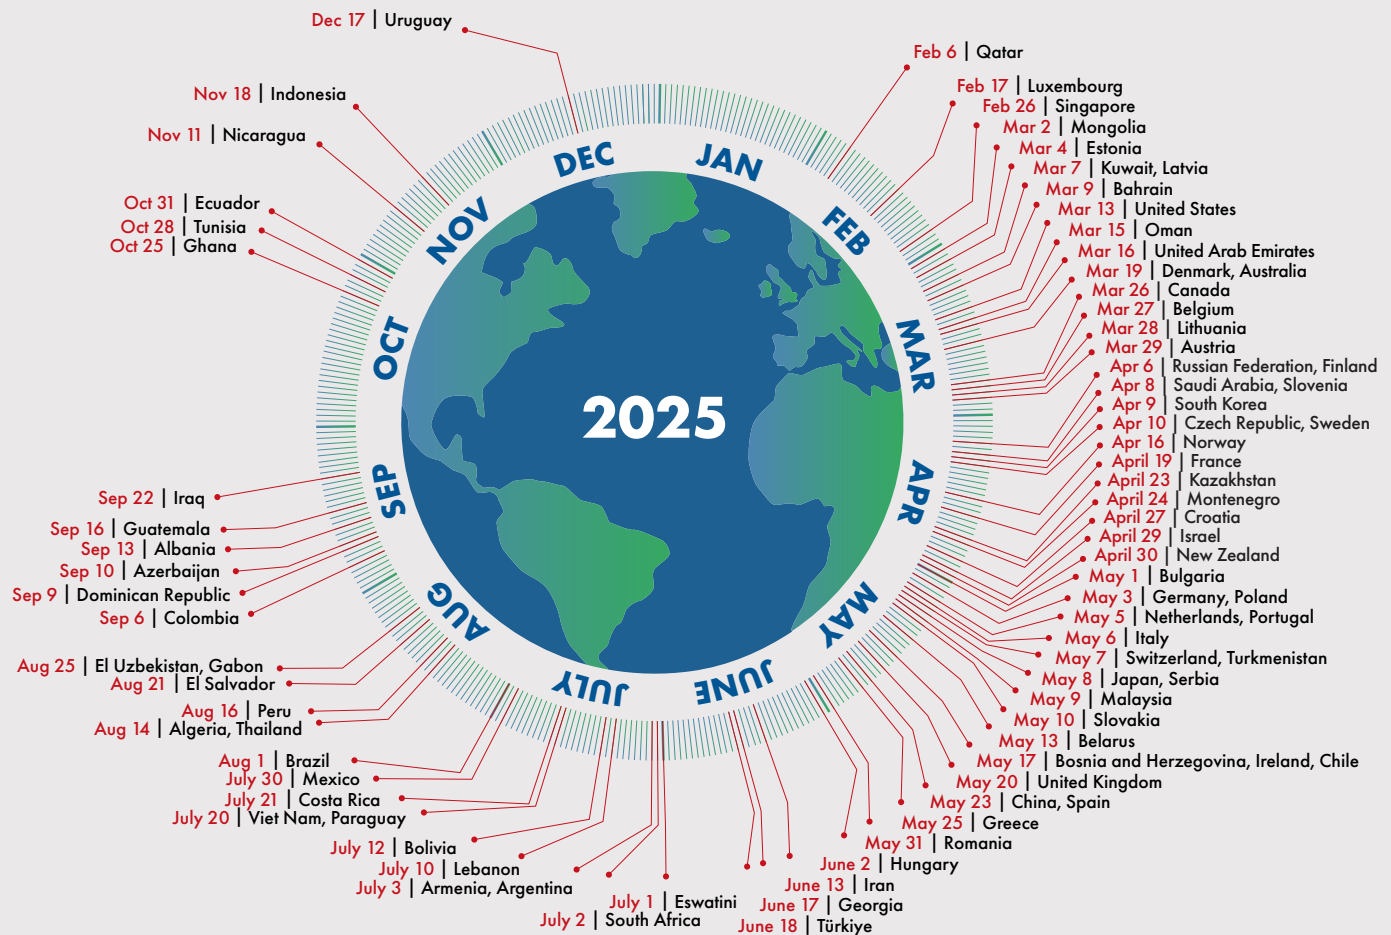 Dec 17 | Uruguay
Nov 18 | Indonesia
Nov 11 | Nicaragua
Oct 31 | Ecuador
Oct 28 | Tunisia
Oct 25 | Ghana
Sep 22 | Iraq
Sep 16 | Guatemala
Sep 13 | Albania
Sep 10 | Azerbaijan
Sep 9 | Dominican Republic
Sep 6 | Colombia
Aug 25 | El Uzbekistan, Gabon
Aug 21 | El Salvador
Aug 16 | Peru
Aug 14 | Algeria, Thailand
Aug 1 | Brazil
July 30 | Mexico
July 21 | Costa Rica
July 20 | Viet Nam, Paraguay
July 12 | Bolivia
July 10 | Lebanon
July 3 | Armenia, Argentina
July 1 | Eswatini
July 2 | South Africa
JAN
FEB
MAR
APR
MAY
JUNE
JULY
AUG
SEP
OCT
NOV
DEC
2025
Feb 6 | Qatar
Feb 17 | Luxembourg
Feb 26 | Singapore
Mar 2 | Mongolia
Mar 4 | Estonia
Mar 7 | Kuwait, Latvia
Mar 9 | Bahrain
Mar 13 | United States
Mar 15 | Oman
Mar 16 | United Arab Emirates
Mar 19 | Denmark, Australia
Mar 26 | Canada
Mar 27 | Belgium
Mar 28 | Lithuania
Mar 29 | Austria
Apr 6 | Russian Federation, Finland
Apr 8 | Saudi Arabia, Slovenia
Apr 9 | South Korea
Apr 10 | Czech Republic, Sweden
Apr 16 | Norway
April 19 | France
April 23 | Kazakhstan
April 24 | Montenegro
April 27 | Croatia
April 29 | Israel
April 30 | New Zealand
May 1 | Bulgaria
May 3 | Germany, Poland
May 5 | Netherlands, Portugal
May 6 | Italy
May 7 | Switzerland, Turkmenistan
May 8 | Japan, Serbia
May 9 | Malaysia
May 10 | Slovakia
May 13 | Belarus
May 17 | Bosnia and Herzegovina, Ireland, Chile
May 20 | United Kingdom
May 23 | China, Spain
May 25 | Greece
May 31 | Romania
June 2 | Hungary
June 13 | Iran
June 17 | Georgia
June 18 | Türkiye